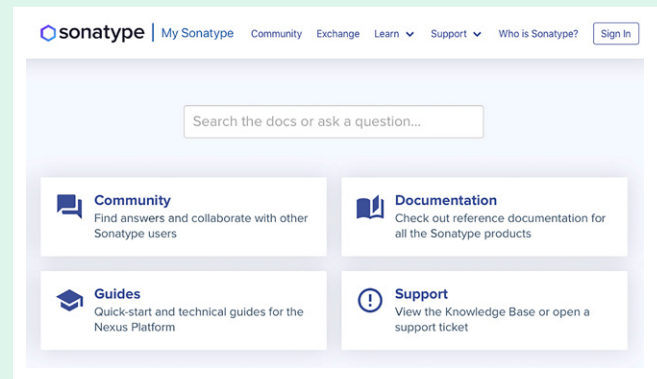 sonatype | My Sonatype Community Exchange Learn Support Who is Sonatype? Sign In
Search the docs or ask a question...
Community
Find answers and collaborate with other
Sonatype users
Documentation
Check out reference documentation for
all the Sonatype products
Guides
Quick-start and technical guides for the
Nexus Platform
Support
View the Knowledge Base or open a
support ticket